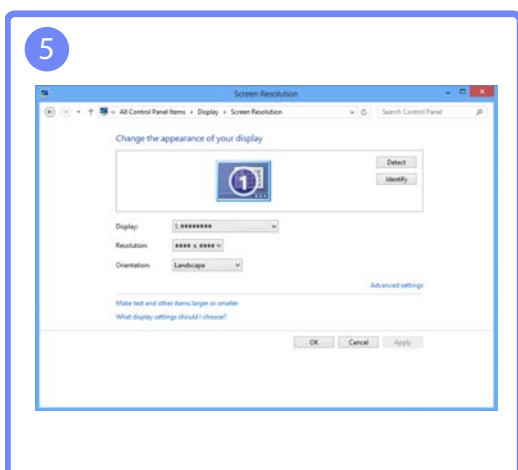 5
Screen Resolution
All Control Panel Items Display Screen Resolution Search Control Panel
Change the appearance of your display
1
Detect
Identify
Display: 1. ********
Resolution: **** x ****
Orientation: Landscape
Advanced settings
Make text and other items larger or smaller
What display settings should I choose?
OK Cancel Apply